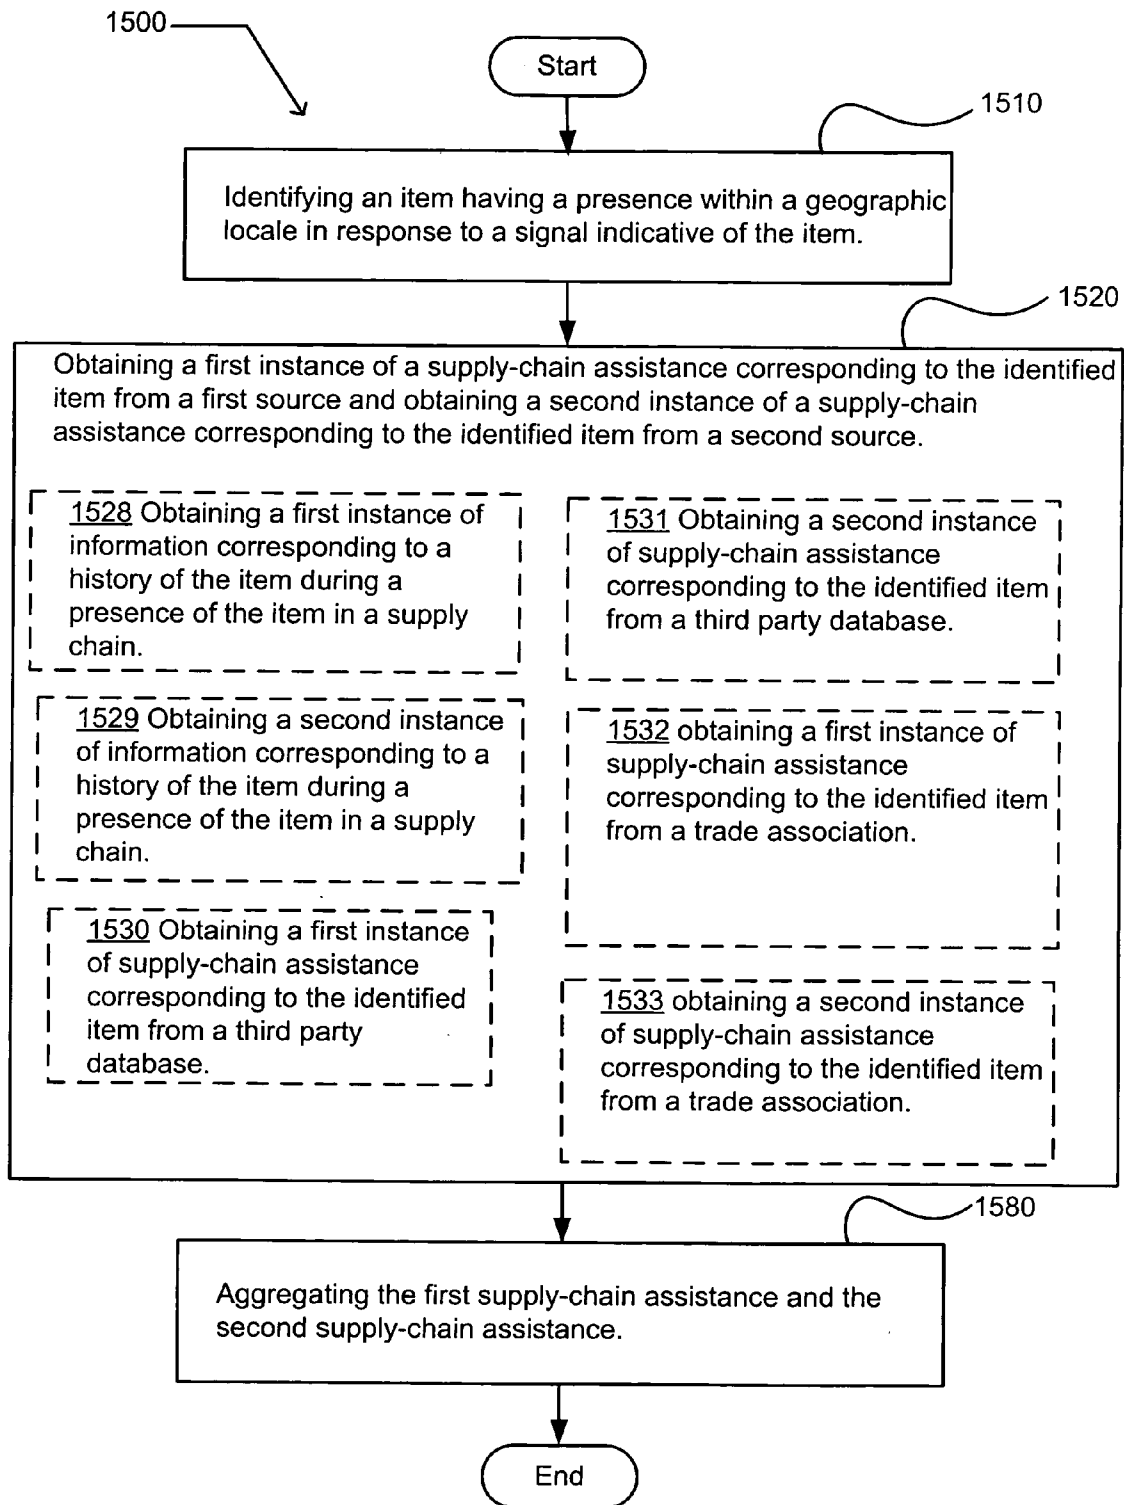 1500
Start
1510
Identifying an item having a presence within a geographic
locale in response to a signal indicative of the item.
1520
Obtaining a first instance of a supply-chain assistance corresponding to the identified
item from a first source and obtaining a second instance of a supply-chain
assistance corresponding to the identified item from a second source.
1528 Obtaining a first instance of
information corresponding to a
history of the item during a
presence of the item in a supply
chain.
1529 Obtaining a second instance
of information corresponding to a
history of the item during a
presence of the item in a supply
chain.
1530 Obtaining a first instance
of supply-chain assistance
corresponding to the identified
item from a third party
database.
1531 Obtaining a second instance
of supply-chain assistance
corresponding to the identified item
from a third party database.
1532 obtaining a first instance of
supply-chain assistance
corresponding to the identified item
from a trade association.
1533 obtaining a second instance
of supply-chain assistance
corresponding to the identified item
from a trade association.
1580
Aggregating the first supply-chain assistance and the
second supply-chain assistance.
End